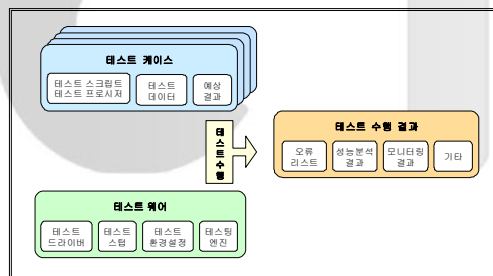 테스트 케이스
테스트 스크립트
테스트 프로시저
테스트
데이터
예상
결과
테
스
트
수
행
테스트 수행 결과
오류
리스트
성능분석
결과
모니터링
결과
기타
테스트 웨어
테스트
드라이버
테스트
스텁
테스트
환경설정
테스팅
엔진